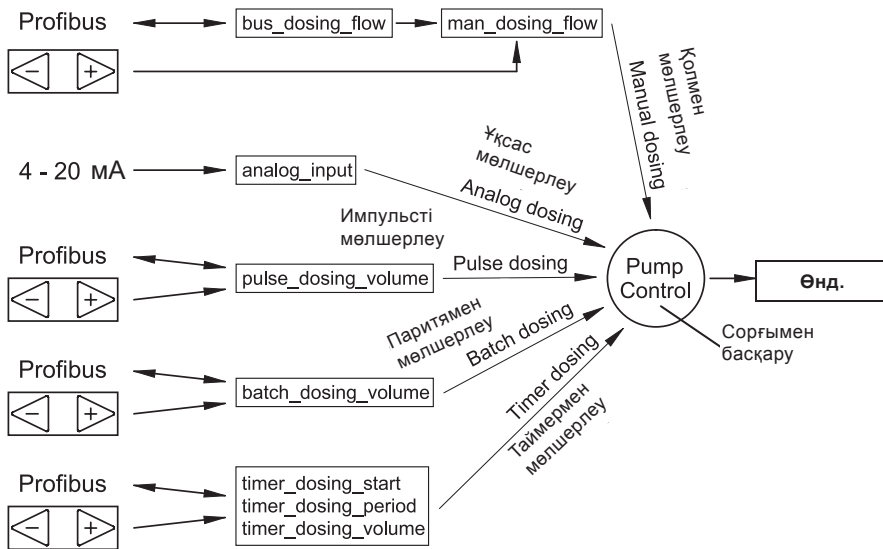 Profibus
bus_dosing_flow
man_dosing_flow
− +
Қолмен
мөлшерлеу
Manual dosing
4 - 20 мА
analog_input
Ұқсас
мөлшерлеу
Analog dosing
Импульсті
мөлшерлеу
Profibus
− +
pulse_dosing_volume
Pulse dosing
Pump
Control
Өнд.
Сорғымен
басқару
Паритямен
мөлшерлеу
Batch dosing
Profibus
− +
batch_dosing_volume
Timer dosing
Таймермен
мөлшерлеу
Profibus
− +
timer_dosing_start
timer_dosing_period
timer_dosing_volume